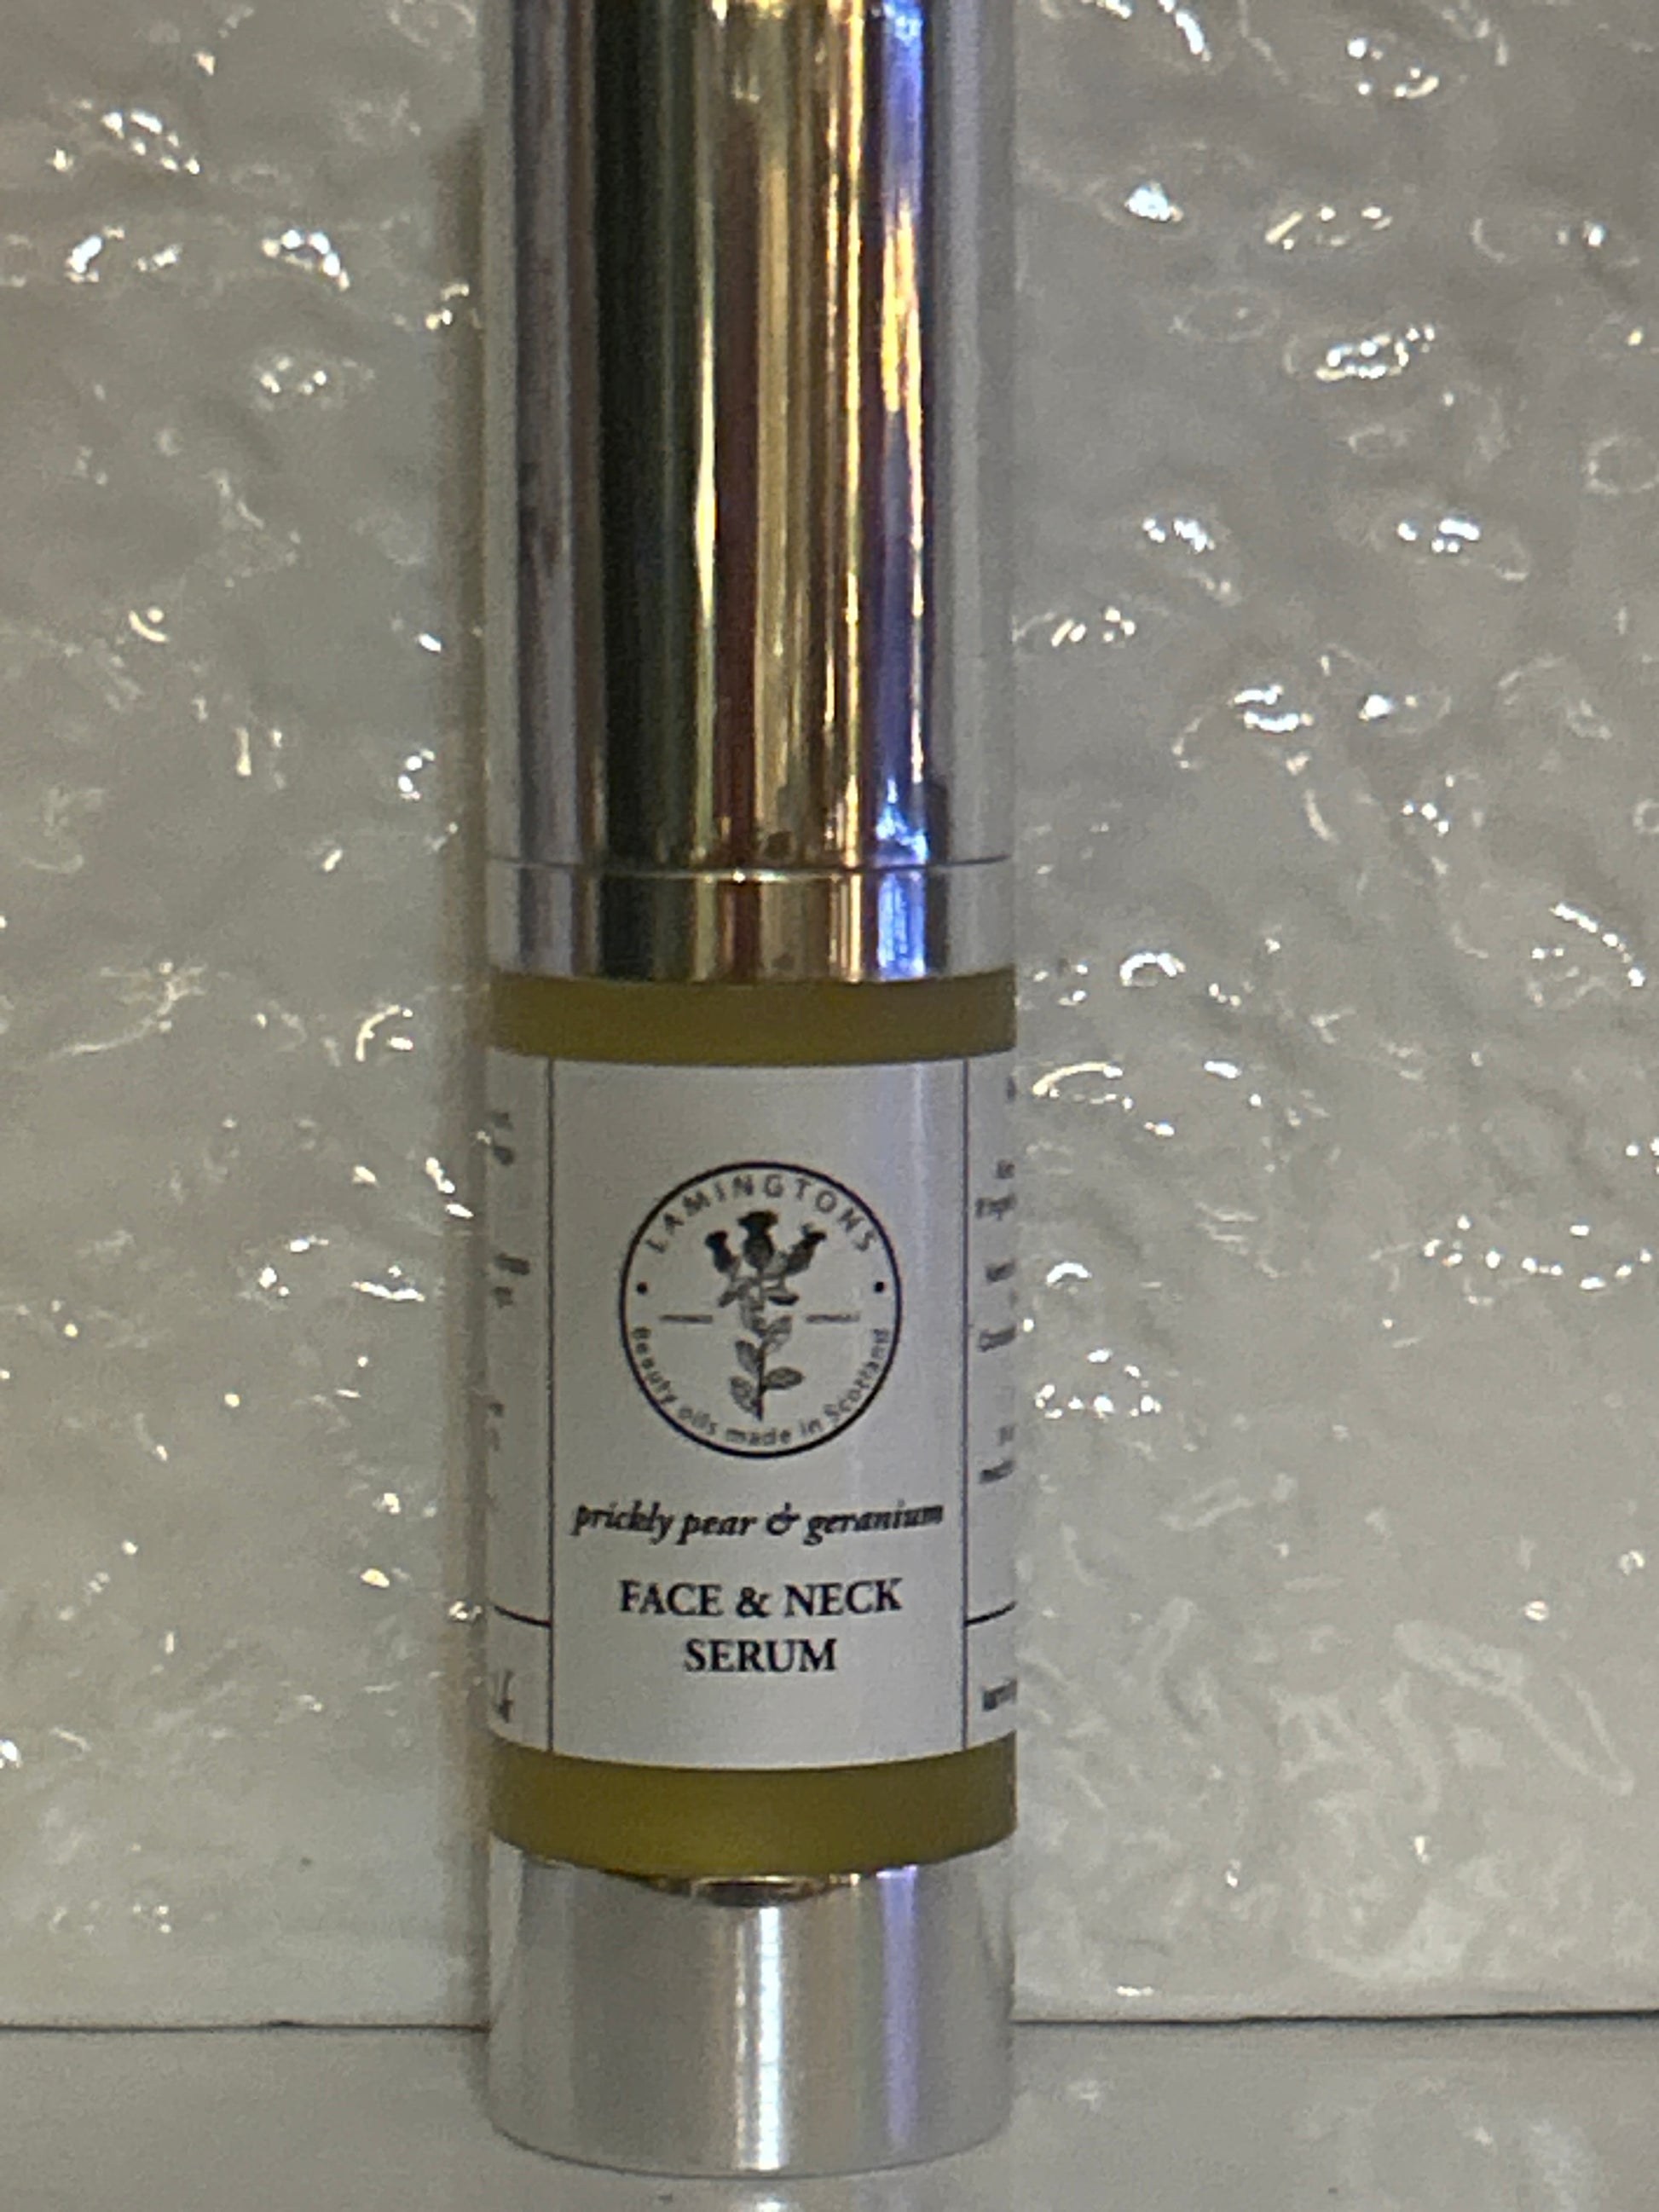 LAMINGTONS
Beauty oils made in Scotland
prickly pear & geranium
FACE & NECK
SERUM